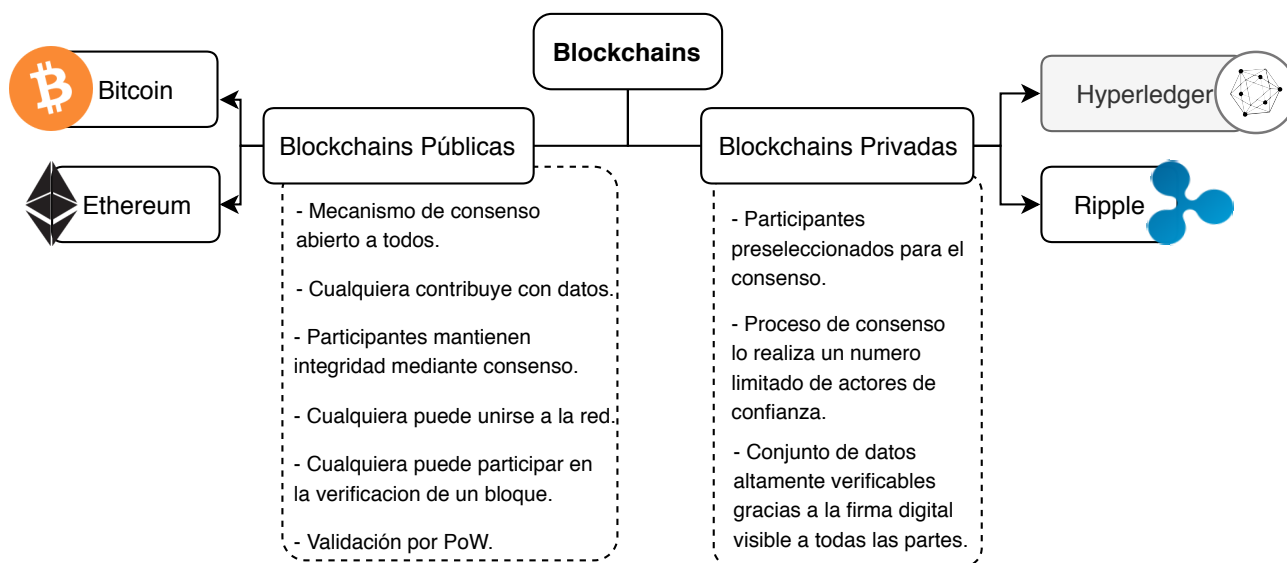 Blockchains
Bitcoin
Ethereum
Blockchains Públicas
- Mecanismo de consenso
abierto a todos.
- Cualquiera contribuye con datos.
- Participantes mantienen
integridad mediante consenso.
- Cualquiera puede unirse a la red.
- Cualquiera puede participar en
la verificacion de un bloque.
- Validación por PoW.
Blockchains Privadas
- Participantes
preseleccionados para el
consenso.
- Proceso de consenso
lo realiza un numero
limitado de actores de
confianza.
- Conjunto de datos
altamente verificables
gracias a la firma digital
visible a todas las partes.
Hyperledger
Ripple